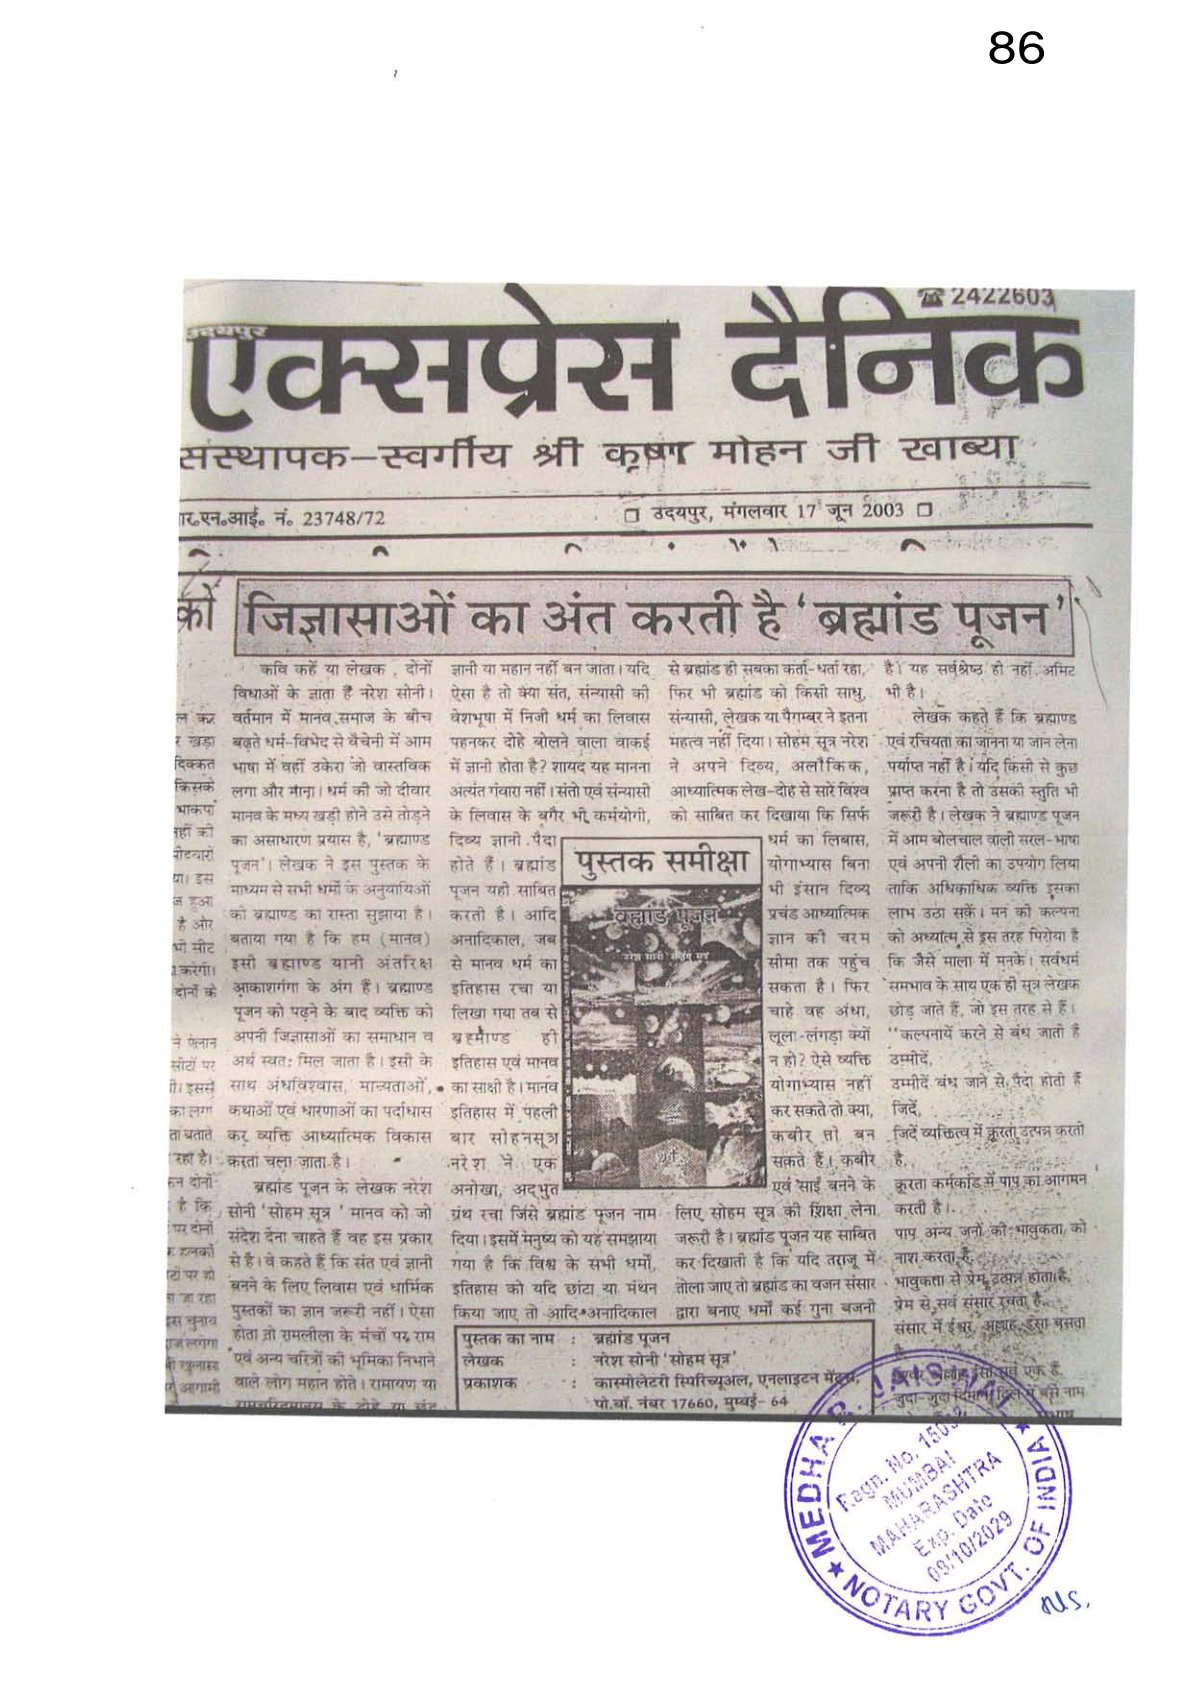 86
☎ 2422603
उदयपुर
एक्सप्रेस दैनिक
संस्थापक–स्वर्गीय श्री कृष्ण मोहन जी खाब्या
आर.एन.आई. नं. 23748/72
□ उदयपुर, मंगलवार 17 जून 2003 □
को
जिज्ञासाओं का अंत करती है ‘ब्रह्मांड पूजन’
कवि कहें या लेखक , दोनों
विधाओं के ज्ञाता हैं नरेश सोनी।
वर्तमान में मानव समाज के बीच
बढ़ते धर्म-विभेद से बैचेनी में आम
भाषा में वहीं उकेरा जो वास्तविक
लगा और माना। धर्म की जो दीवार
मानव के मध्य खड़ी होने उसे तोड़ने
का असाधारण प्रयास है, ‘ब्रह्माण्ड
पूजन’। लेखक ने इस पुस्तक के
माध्यम से सभी धर्मों के अनुयायिओं
को ब्रह्माण्ड का रास्ता सुझाया है।
बताया गया है कि हम (मानव)
इसी ब्रह्माण्ड यानी अंतरिक्ष
आकाशगंगा के अंग हैं। ब्रह्माण्ड
पूजन को पढ़ने के बाद व्यक्ति को
अपनी जिज्ञासाओं का समाधान व
अर्थ स्वत: मिल जाता है। इसी के
साथ अंधविश्वास, मान्यताओं,
कथाओं एवं धारणाओं का पर्दाधास
कर व्यक्ति आध्यात्मिक विकास
करता चला जाता है।
ब्रह्मांड पूजन के लेखक नरेश
सोनी ‘सोहम सूत्र ’ मानव को जो
संदेश देना चाहते हैं वह इस प्रकार
से है। वे कहते हैं कि संत एवं ज्ञानी
बनने के लिए लिवास एवं धार्मिक
पुस्तकों का ज्ञान जरूरी नहीं। ऐसा
होता तो रामलीला के मंचों पर राम
एवं अन्य चरित्रों की भूमिका निभाने
वाले लोग महान होते। रामायण या
ज्ञानी या महान नहीं बन जाता। यदि
ऐसा है तो क्या संत, संन्यासी की
वेशभूषा में निजी धर्म का लिवास
पहनकर दोहे बोलने वाला वाकई
में ज्ञानी होता है? शायद यह मानना
अत्यंत गंवारा नहीं। संतो एवं संन्यासो
के लिवास के बगैर भी कर्मयोगी,
दिव्य ज्ञानी पैदा
होते हैं। ब्रह्मांड
पूजन यही साबित
करती है। आदि
अनादिकाल, जब
से मानव धर्म का
इतिहास रचा या
लिखा गया तब से
ब्रह्माण्ड ही
इतिहास एवं मानव
का साक्षी है। मानव
इतिहास में पहली
बार सोहनसूत्र
नरेश ने एक
अनोखा, अद्भुत
ग्रंथ रचा जिसे ब्रह्मांड पूजन नाम
दिया। इसमें मनुष्य को यह समझाया
गया है कि विश्व के सभी धर्मों,
इतिहास को यदि छांटा या मंथन
किया जाए तो आदि अनादिकाल
पुस्तक समीक्षा
ब्रह्मांड पूजन
से ब्रह्मांड ही सबका कर्ता-धर्ता रहा,
फिर भी ब्रह्मांड को किसी साधु,
संन्यासी, लेखक या पैगम्बर ने इतना
महत्व नहीं दिया। सोहम सूत्र नरेश
ने अपने दिव्य, अलौकिक,
आध्यात्मिक लेख-दोह से सारे विश्व
को साबित कर दिखाया कि सिर्फ
धर्म का लिबास,
योगाभ्यास बिना
भी इंसान दिव्य
प्रचंड आध्यात्मिक
ज्ञान की चरम
सीमा तक पहुंच
सकता है। फिर
चाहे वह अंधा,
लूला-लंगड़ा क्यों
न हो? ऐसे व्यक्ति
योगाभ्यास नहीं
कर सकते तो क्या,
कबीर तो बन
सकते हैं। कबीर
एवं साई बनने के
लिए सोहम सूत्र की शिक्षा लेना
जरूरी है। ब्रह्मांड पूजन यह साबित
कर दिखाती है कि यदि तराजू में
तोला जाए तो ब्रह्मांड का वजन संसार
द्वारा बनाए धर्मों कई गुना बजनी
है। यह सर्वश्रेष्ठ ही नहीं अमिट
भी है।
लेखक कहते हैं कि ब्रह्माण्ड
एवं रचियता का जानना या जान लेना
पर्याप्त नहीं है। यदि किसी से कुछ
प्राप्त करना है तो उसकी स्तुति भी
जरूरी है। लेखक ने ब्रह्माण्ड पूजन
में आम बोलचाल वाली सरल-भाषा
एवं अपनी शैली का उपयोग लिया
ताकि अधिकाधिक व्यक्ति इसका
लाभ उठा सकें। मन की कल्पना
को अध्यात्म से इस तरह पिरोया है
कि जैसे माला में मनके। सर्वधर्म
समभाव के साथ एक ही सूत्र लेखक
छोड़ जाते हैं, जो इस तरह से हैं।
‘‘कल्पनायें करने से बंध जाती है
उम्मीदें,
उम्मीदें बंध जाने से, पैदा होती हैं
जिदें,
जिदें व्यक्तित्व में क्रूरता उत्पन्न करती
है,
क्रूरता कर्मकांड में पाप का आगमन
करती है।
पाप अन्य जनों की भावुकता को
नाश करता है,
भावुकता से प्रेम उत्पन्न होता है,
प्रेम से सर्व संसार रचता है,
संसार में ईश्वर, अल्लाह, ईसा बसता
है
पुस्तक का नाम : ब्रह्मांड पूजन
लेखक : नरेश सोनी ‘सोहम सूत्र’
प्रकाशक : कास्मोलेटरी स्पिरिच्यूअल, एनलाइटन
पो.बॉ. नंबर 17660, मुम्बई- 64
MEDHA R. JAISWAL
Regn. No.
MUMBAI
MAHARASHTRA
Exp. Date
09/10/2029
NOTARY GOVT. OF INDIA